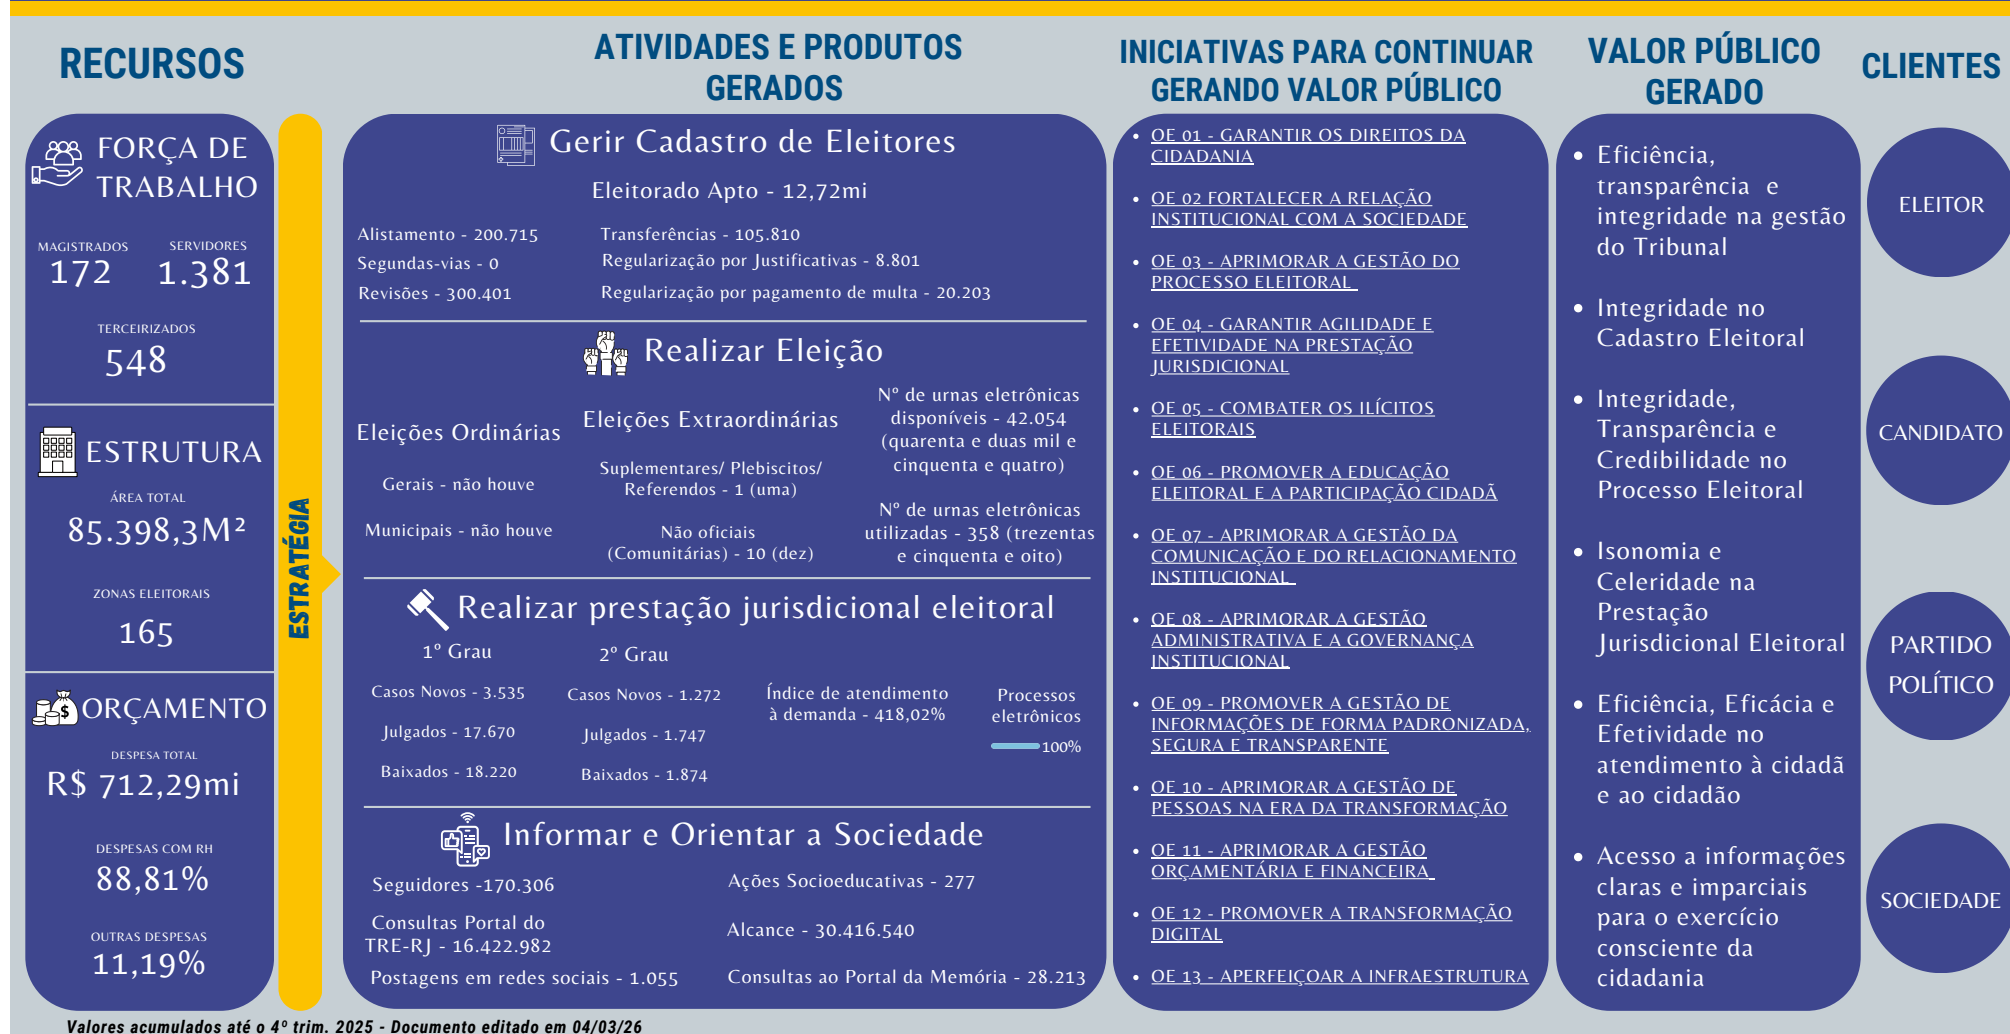 RECURSOS
FORÇA DE
TRABALHO
MAGISTRADOS
172
SERVIDORES
1.381
TERCEIRIZADOS
548
ESTRUTURA
ÁREA TOTAL
85.398,3M²
ZONAS ELEITORAIS
165
ORÇAMENTO
DESPESA TOTAL
R$ 712,29mi
DESPESAS COM RH
88,81%
OUTRAS DESPESAS
11,19%
ESTRATÉGIA
ATIVIDADES E PRODUTOS
GERADOS
Gerir Cadastro de Eleitores
Eleitorado Apto - 12,72mi
Alistamento - 200.715
Segundas-vias - 0
Revisões - 300.401
Transferências - 105.810
Regularização por Justificativas - 8.801
Regularização por pagamento de multa - 20.203
Realizar Eleição
Eleições Ordinárias
Gerais - não houve
Municipais - não houve
Eleições Extraordinárias
Suplementares/ Plebiscitos/
Referendos - 1 (uma)
Não oficiais
(Comunitárias) - 10 (dez)
Nº de urnas eletrônicas
disponíveis - 42.054
(quarenta e duas mil e
cinquenta e quatro)
Nº de urnas eletrônicas
utilizadas - 358 (trezentas
e cinquenta e oito)
Realizar prestação jurisdicional eleitoral
1º Grau
Casos Novos - 3.535
Julgados - 17.670
Baixados - 18.220
2º Grau
Casos Novos - 1.272
Julgados - 1.747
Baixados - 1.874
Índice de atendimento
à demanda - 418,02%
Processos
eletrônicos
100%
Informar e Orientar a Sociedade
Seguidores -170.306
Consultas Portal do
TRE-RJ - 16.422.982
Postagens em redes sociais - 1.055
Ações Socioeducativas - 277
Alcance - 30.416.540
Consultas ao Portal da Memória - 28.213
INICIATIVAS PARA CONTINUAR
GERANDO VALOR PÚBLICO
• OE 01 - GARANTIR OS DIREITOS DA
CIDADANIA
• OE 02 FORTALECER A RELAÇÃO
INSTITUCIONAL COM A SOCIEDADE
• OE 03 - APRIMORAR A GESTÃO DO
PROCESSO ELEITORAL
• OE 04 - GARANTIR AGILIDADE E
EFETIVIDADE NA PRESTAÇÃO
JURISDICIONAL
• OE 05 - COMBATER OS ILÍCITOS
ELEITORAIS
• OE 06 - PROMOVER A EDUCAÇÃO
ELEITORAL E A PARTICIPAÇÃO CIDADÃ
• OE 07 - APRIMORAR A GESTÃO DA
COMUNICAÇÃO E DO RELACIONAMENTO
INSTITUCIONAL
• OE 08 - APRIMORAR A GESTÃO
ADMINISTRATIVA E A GOVERNANÇA
INSTITUCIONAL
• OE 09 - PROMOVER A GESTÃO DE
INFORMAÇÕES DE FORMA PADRONIZADA,
SEGURA E TRANSPARENTE
• OE 10 - APRIMORAR A GESTÃO DE
PESSOAS NA ERA DA TRANSFORMAÇÃO
• OE 11 - APRIMORAR A GESTÃO
ORÇAMENTÁRIA E FINANCEIRA
• OE 12 - PROMOVER A TRANSFORMAÇÃO
DIGITAL
• OE 13 - APERFEIÇOAR A INFRAESTRUTURA
VALOR PÚBLICO
GERADO
• Eficiência,
transparência e
integridade na gestão
do Tribunal
• Integridade no
Cadastro Eleitoral
• Integridade,
Transparência e
Credibilidade no
Processo Eleitoral
• Isonomia e
Celeridade na
Prestação
Jurisdicional Eleitoral
• Eficiência, Eficácia e
Efetividade no
atendimento à cidadã
e ao cidadão
• Acesso a informações
claras e imparciais
para o exercício
consciente da
cidadania
CLIENTES
ELEITOR
CANDIDATO
PARTIDO
POLÍTICO
SOCIEDADE
Valores acumulados até o 4º trim. 2025 - Documento editado em 04/03/26